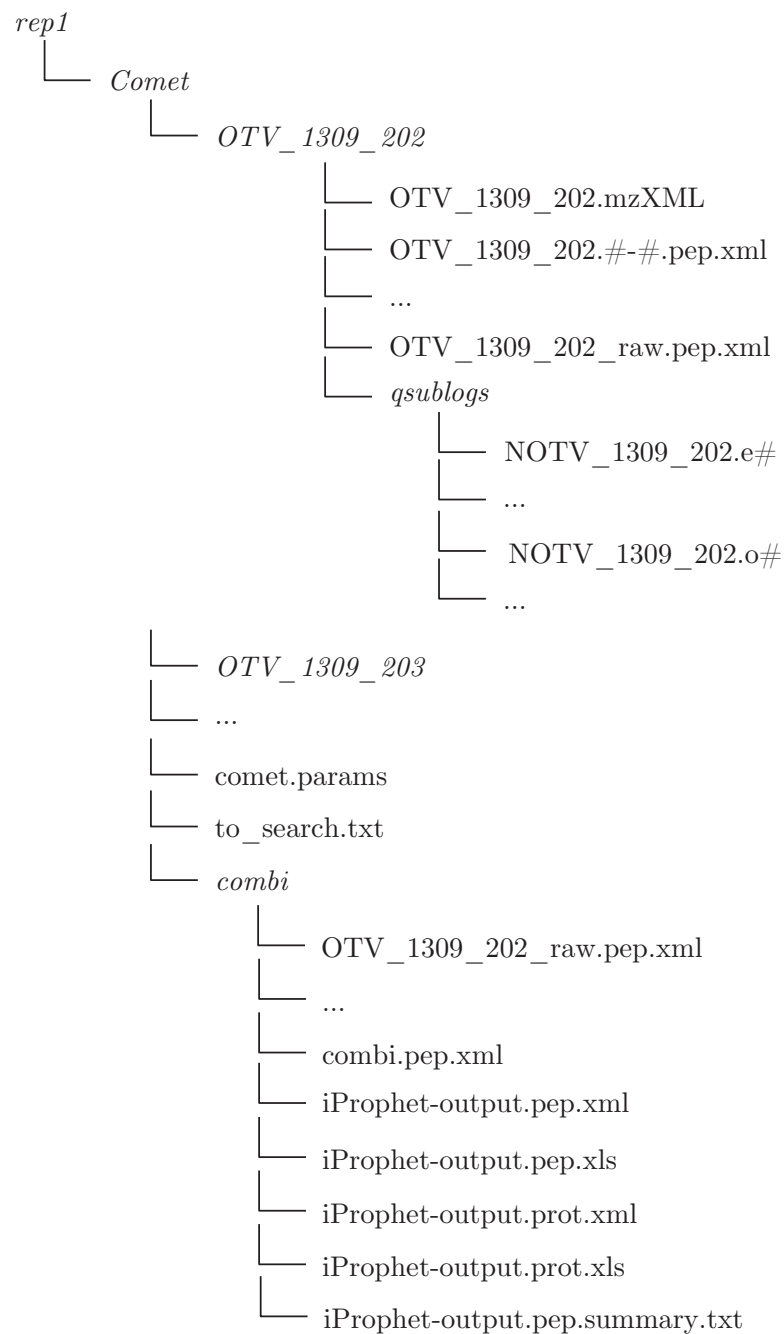 rep1
Comet
OTV_1309_202
OTV_1309_202.mzXML
OTV_1309_202.#-#.pep.xml
...
OTV_1309_202_raw.pep.xml
qsublogs
NOTV_1309_202.e#
...
NOTV_1309_202.o#
...
OTV_1309_203
...
comet.params
to_search.txt
combi
OTV_1309_202_raw.pep.xml
...
combi.pep.xml
iProphet-output.pep.xml
iProphet-output.pep.xls
iProphet-output.prot.xml
iProphet-output.prot.xls
iProphet-output.pep.summary.txt